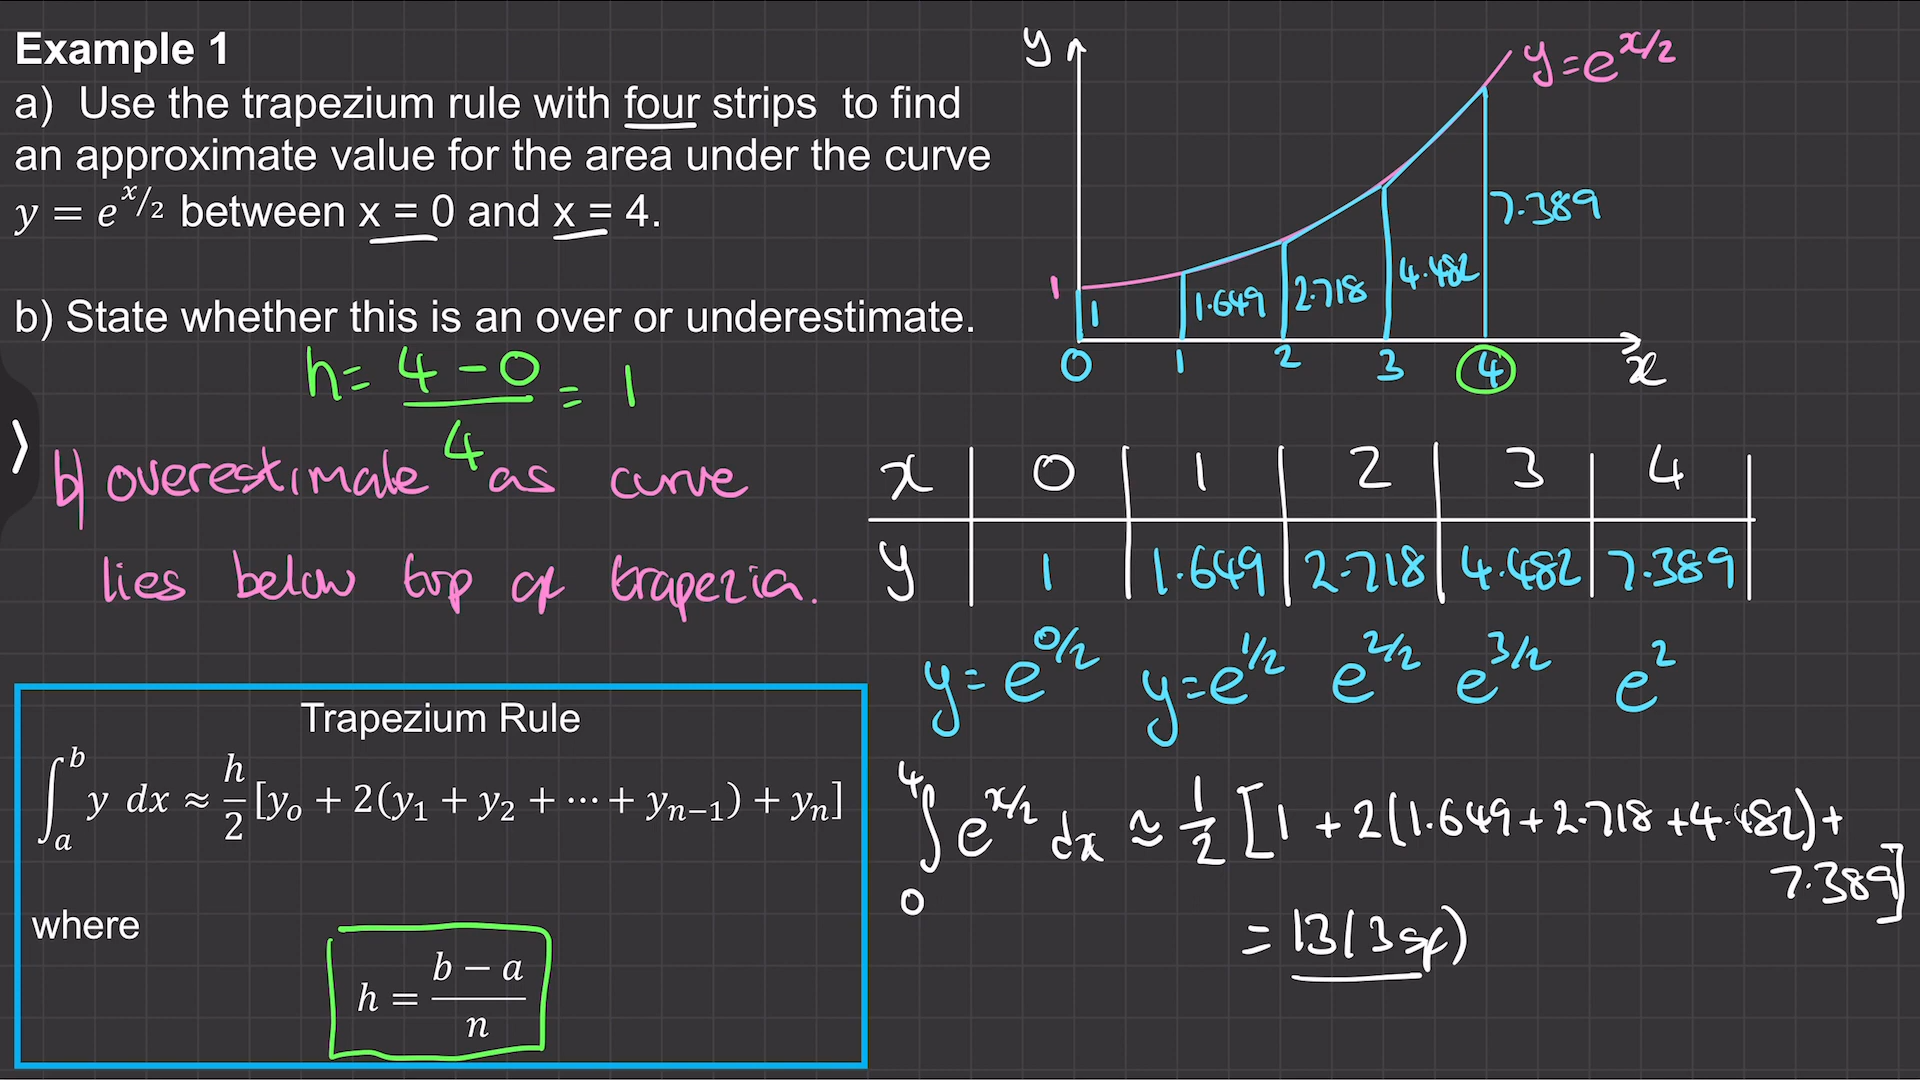 Example 1
a) Use the trapezium rule with four strips to find
an approximate value for the area under the curve
y = e^{x/2} between x = 0 and x = 4.
b) State whether this is an over or underestimate.
h = (4 - 0)/4 = 1
b) overestimate as curve
lies below top of trapezia.
Trapezium Rule
∫_a^b y dx ≈ h/2 [y_o + 2(y_1 + y_2 + ⋯ + y_{n−1}) + y_n]
where
h = (b − a)/n
y
y = e^{x/2}
7.389
4.482
2.718
1.649
1
1
0 1 2 3 4 x
x 0 1 2 3 4
y 1 1.649 2.718 4.482 7.389
y = e^{0/2} y = e^{1/2} e^{2/2} e^{3/2} e^2
∫_0^4 e^{x/2} dx ≈ 1/2 [1 + 2(1.649 + 2.718 + 4.482) +
7.389]
= 13 (3sf)